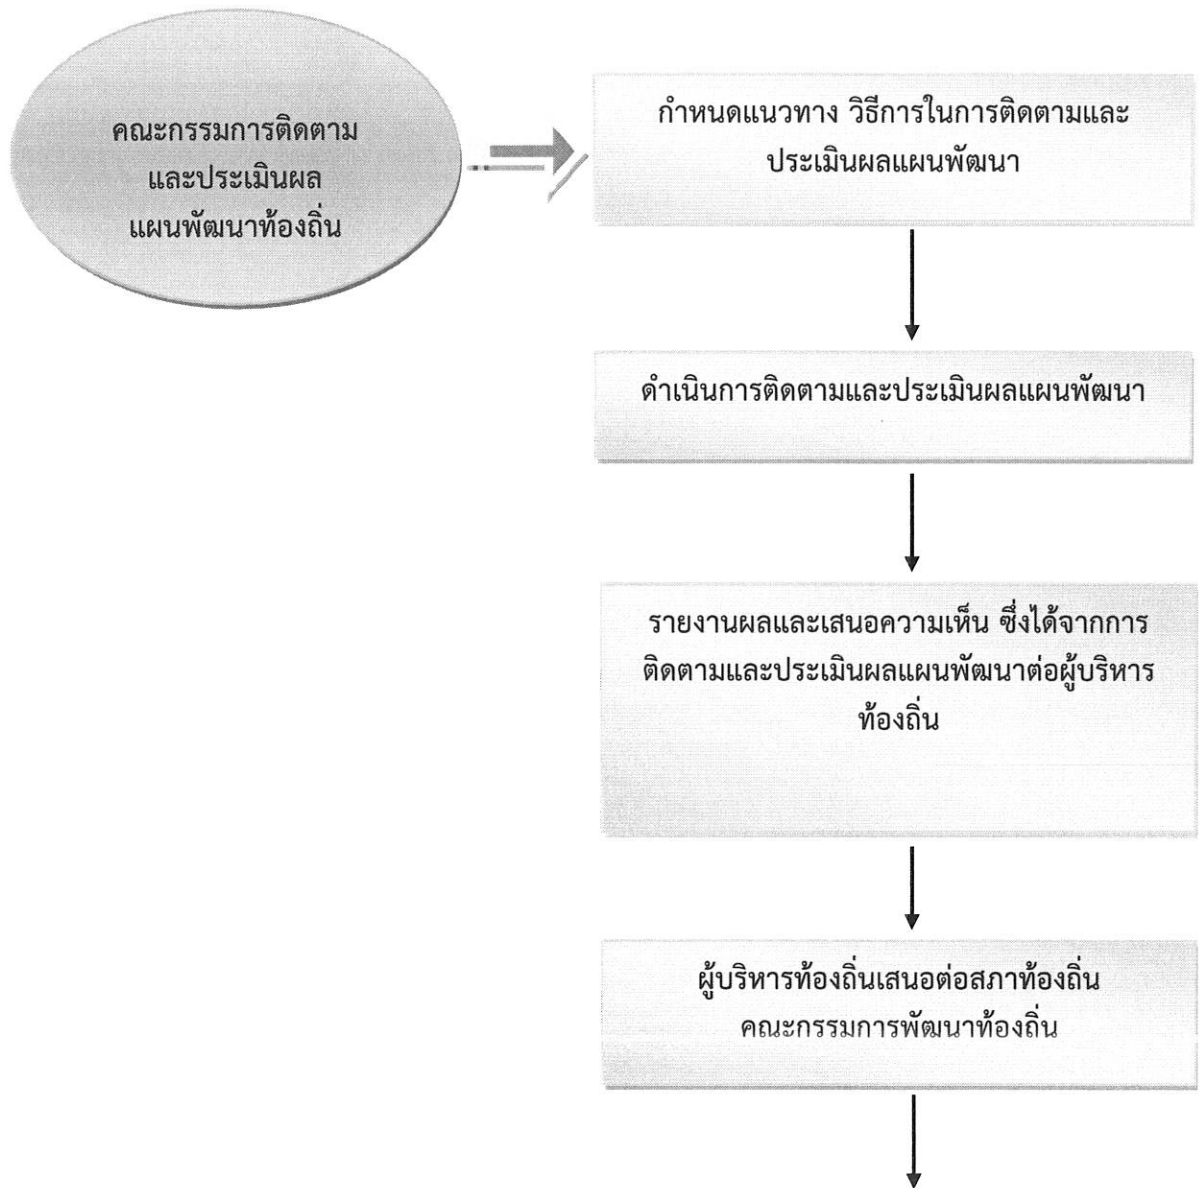 คณะกรรมการติดตาม
และประเมินผล
แผนพัฒนาท้องถิ่น
กำหนดแนวทาง วิธีการในการติดตามและ
ประเมินผลแผนพัฒนา
ดำเนินการติดตามและประเมินผลแผนพัฒนา
รายงานผลและเสนอความเห็น ซึ่งได้จากการ
ติดตามและประเมินผลแผนพัฒนาต่อผู้บริหาร
ท้องถิ่น
ผู้บริหารท้องถิ่นเสนอต่อสภาท้องถิ่น
คณะกรรมการพัฒนาท้องถิ่น